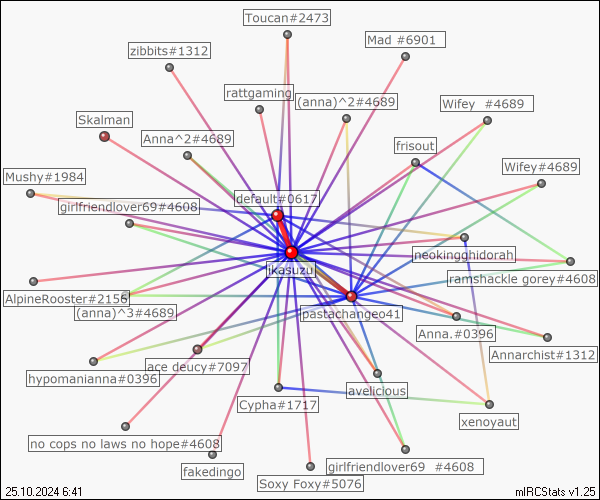 Toucan#2473
Mad #6901
zibbits#1312
rattgaming
(anna)^2#4689
Wifey #4689
Skalman
Anna^2#4689
frisout
Wifey#4689
Mushy#1984
default#0617
girlfriendlover69#4608
neokingghidorah
jkasuzu
ramshackle gorey#4608
AlpineRooster#2156
(anna)^3#4689
pastachangeo41
Anna.#0396
Annarchist#1312
ace deucy#7097
hypomanianna#0396
avelicious
Cypha#1717
xenoyaut
no cops no laws no hope#4608
fakedingo
girlfriendlover69 #4608
Soxy Foxy#5076
25.10.2024 6:41
mIRCStats v1.25